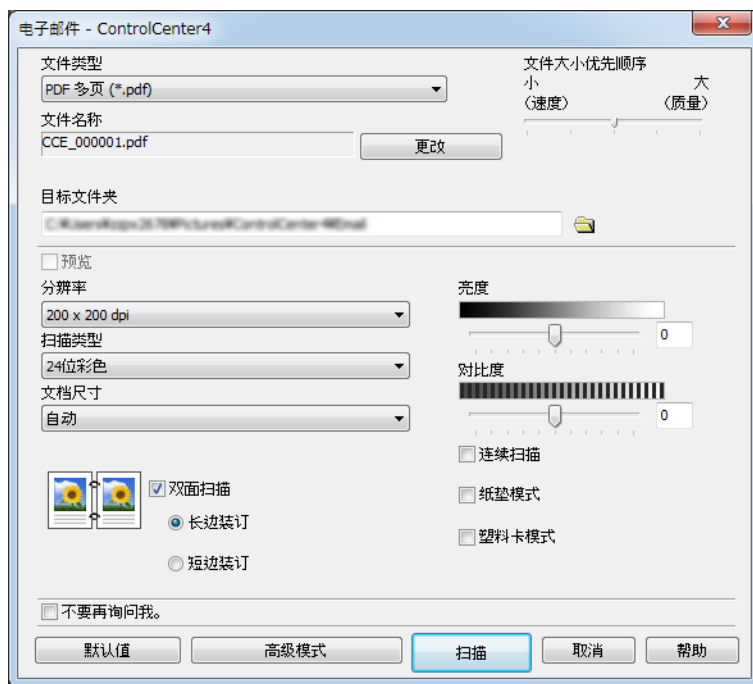 电子邮件 - ControlCenter4
文件类型
PDF 多页 (*.pdf)
文件名称
CCE_000001.pdf
更改
文件大小优先顺序
小 大
(速度) (质量)
目标文件夹
预览
分辨率
200 x 200 dpi
扫描类型
24位彩色
文档尺寸
自动
亮度
0
对比度
0
连续扫描
纸垫模式
塑料卡模式
双面扫描
长边装订
短边装订
不要再询问我。
默认值 高级模式 扫描 取消 帮助